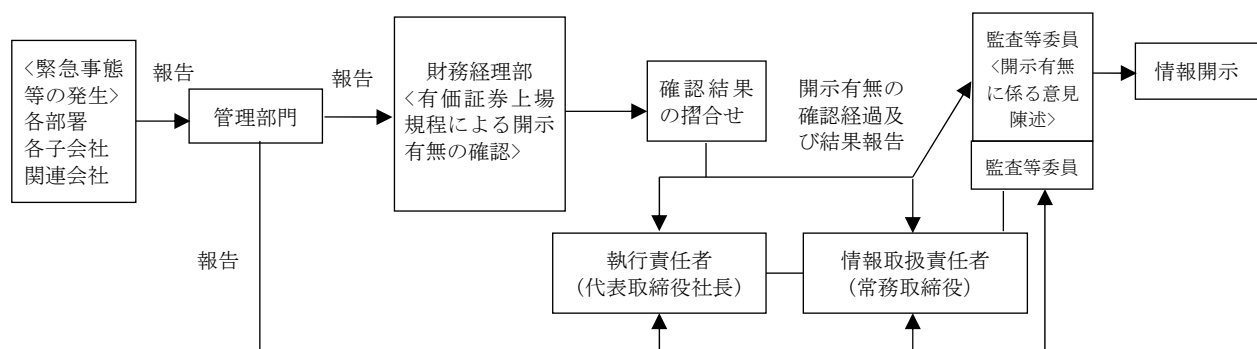 <緊急事態
等の発生>
各部署
各子会社
関連会社
報告
管理部門
報告
財務経理部
<有価証券上場
規程による開示
有無の確認>
確認結果
の摺合せ
開示有無の
確認経過及
び結果報告
監査等委員
<開示有無
に係る意見
陳述>
監査等委員
情報開示
報告
執行責任者
(代表取締役社長)
情報取扱責任者
(常務取締役)